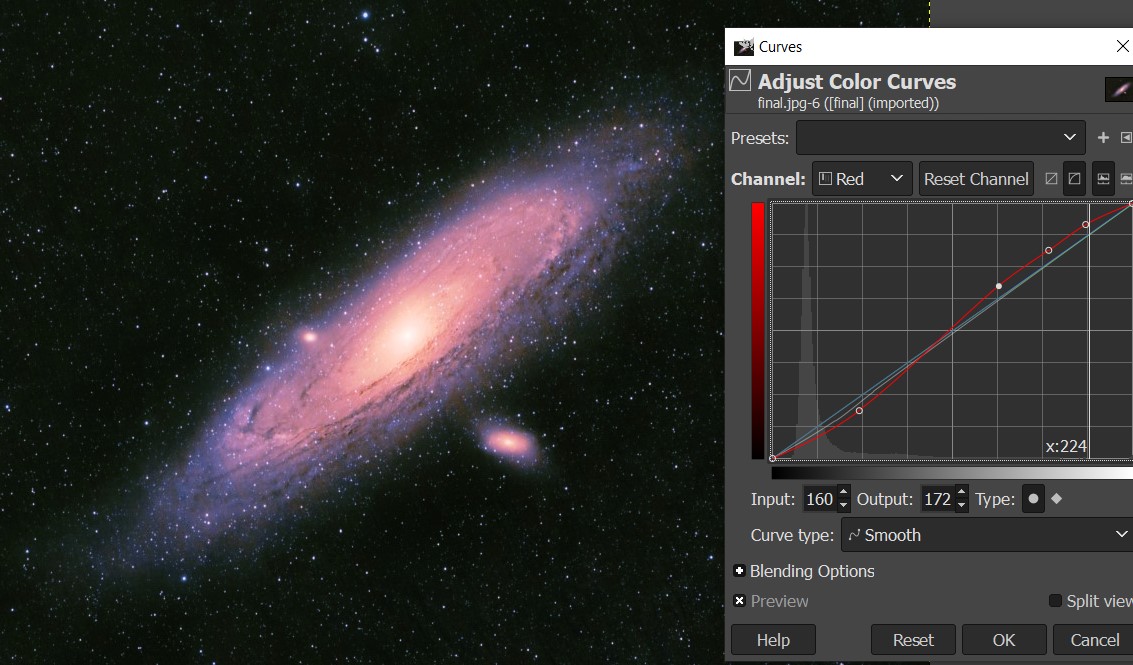 Curves
Adjust Color Curves
final.jpg-6 ([final] (imported))
Presets:
Channel: Red Reset Channel
x:224
Input: 160 Output: 172 Type:
Curve type: Smooth
Blending Options
Preview Split view
Help Reset OK Cancel